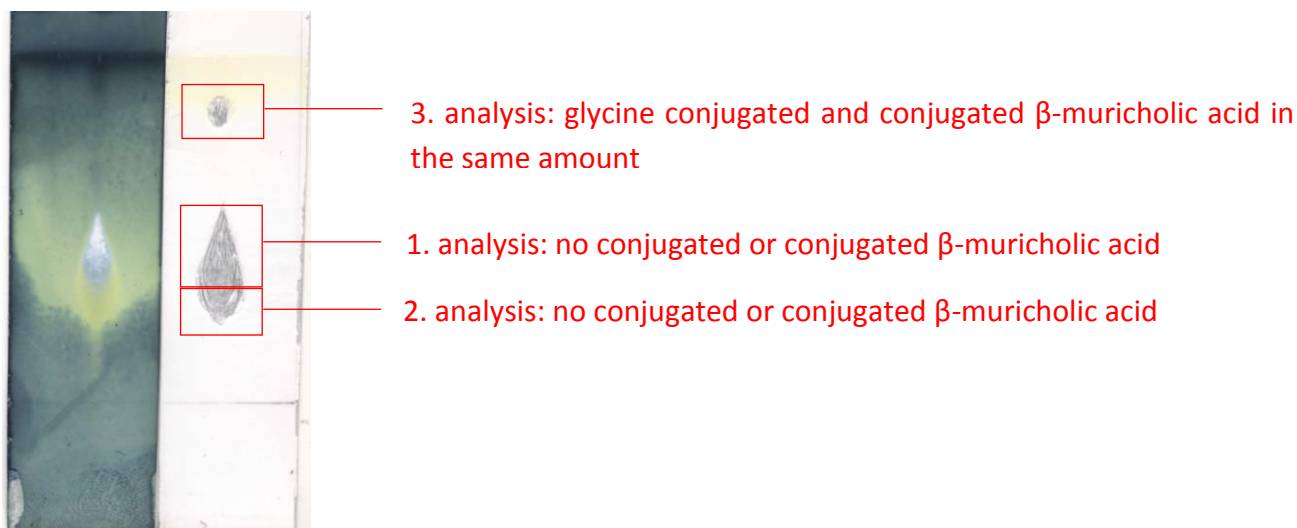 3. analysis: glycine conjugated and conjugated β-muricholic acid in
the same amount
1. analysis: no conjugated or conjugated β-muricholic acid
2. analysis: no conjugated or conjugated β-muricholic acid